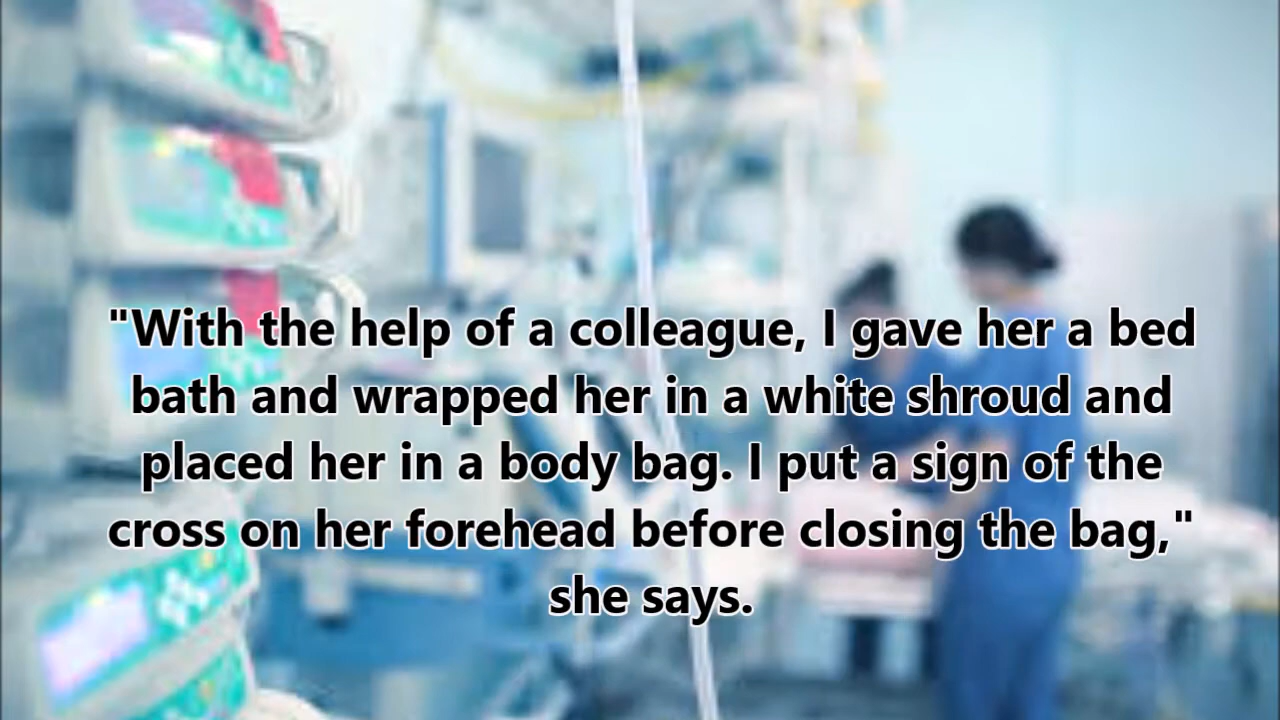 "With the help of a colleague, I gave her a bed
bath and wrapped her in a white shroud and
placed her in a body bag. I put a sign of the
cross on her forehead before closing the bag,"
she says.